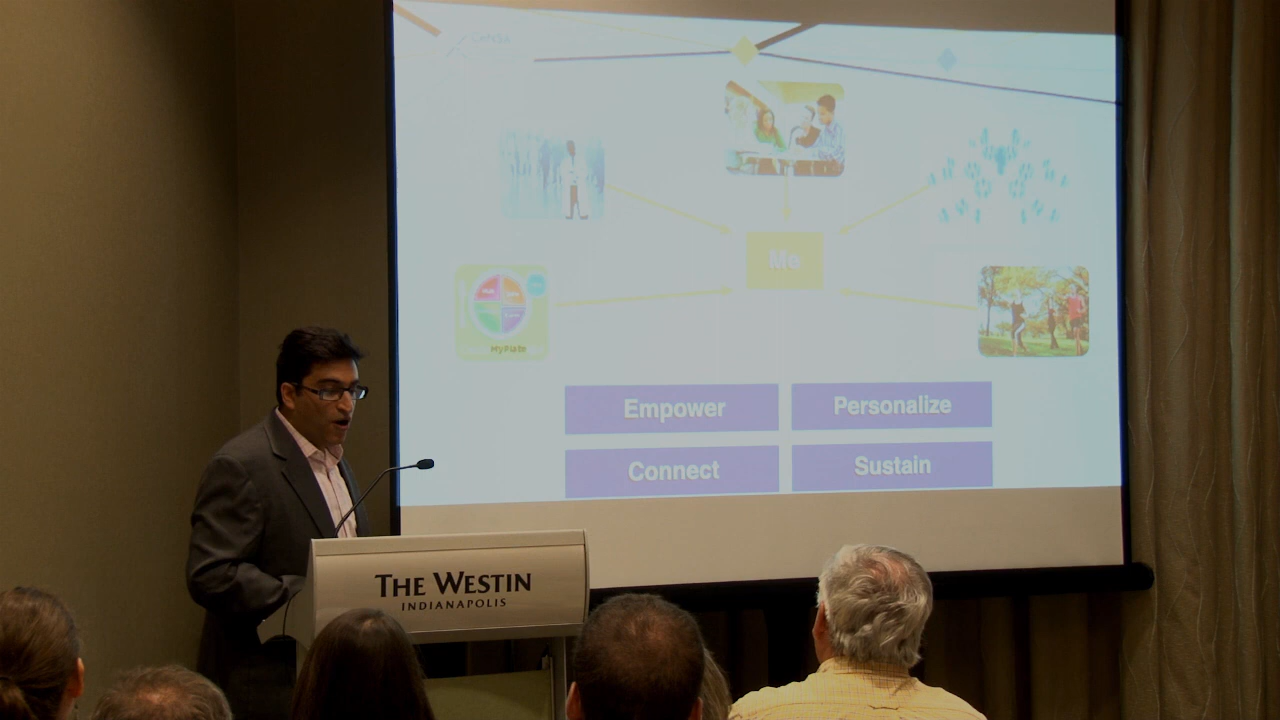 Me
MyPlate
Empower
Personalize
Connect
Sustain
THE WESTIN
INDIANAPOLIS